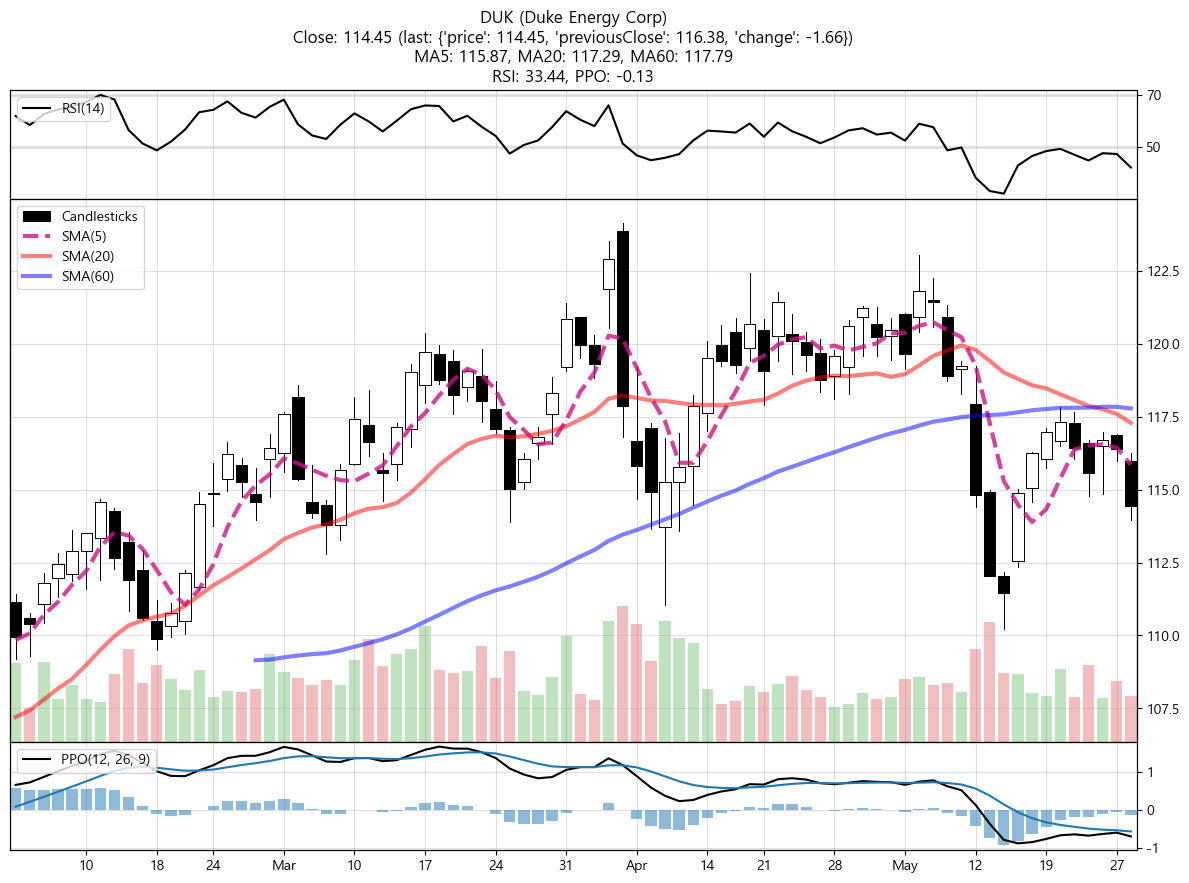 DUK (Duke Energy Corp)
Close: 114.45 (last: {'price': 114.45, 'previousClose': 116.38, 'change': -1.66})
MA5: 115.87, MA20: 117.29, MA60: 117.79
RSI: 33.44, PPO: -0.13
RSI(14)
70
50
Candlesticks
SMA(5)
SMA(20)
SMA(60)
122.5
120.0
117.5
115.0
112.5
110.0
107.5
PPO(12, 26, 9)
1
0
-1
10 18 24 Mar 10 17 24 31 Apr 14 21 28 May 12 19 27